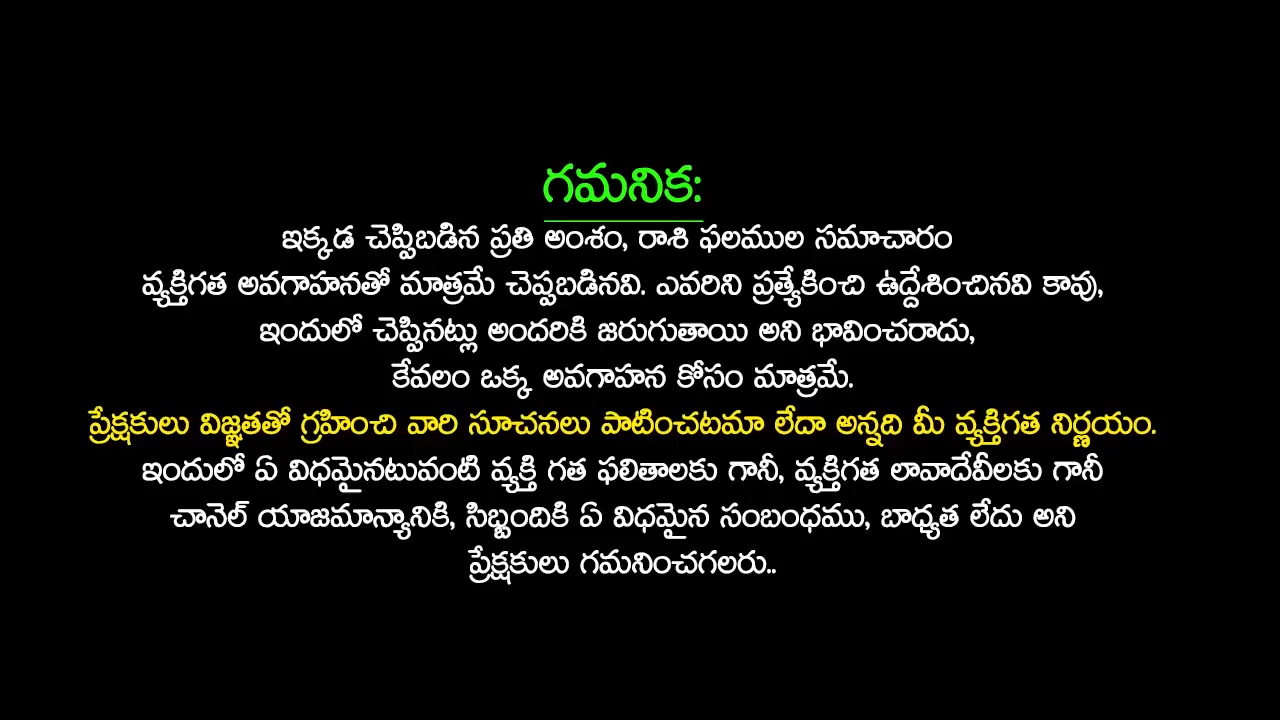 గమనిక:
ఇక్కడ చెప్పిబడిన ప్రతి అంశం, రాశి ఫలముల సమాచారం
వ్యక్తిగత అవగాహనతో మాత్రమే చెప్పబడినవి. ఎవరిని ప్రత్యేకించి ఉద్దేశించినవి కావు,
ఇందులో చెప్పినట్లు అందరికి జరుగుతాయి అని భావించరాదు,
కేవలం ఒక్క అవగాహన కోసం మాత్రమే.
ప్రేక్షకులు విజ్ఞతతో గ్రహించి వారి సూచనలు పాటించటమా లేదా అన్నది మీ వ్యక్తిగత నిర్ణయం.
ఇందులో ఏ విధమైనటువంటి వ్యక్తి గత ఫలితాలకు గానీ, వ్యక్తిగత లావాదేవీలకు గానీ
చానెల్ యాజమాన్యానికి, సిబ్బందికి ఏ విధమైన సంబంధము, బాధ్యత లేదు అని
ప్రేక్షకులు గమనించగలరు..